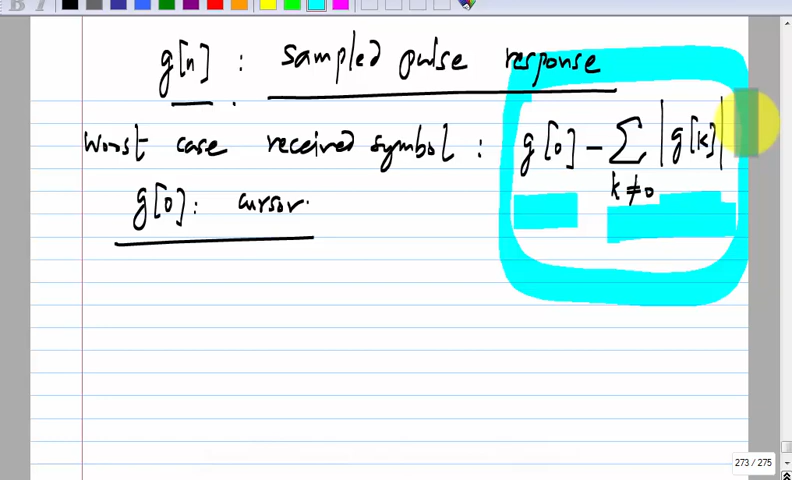 g[n] : sampled pulse response
worst case received symbol : g[0] - ∑ |g[k]|
k≠0
g[0]: cursor.
273 / 275